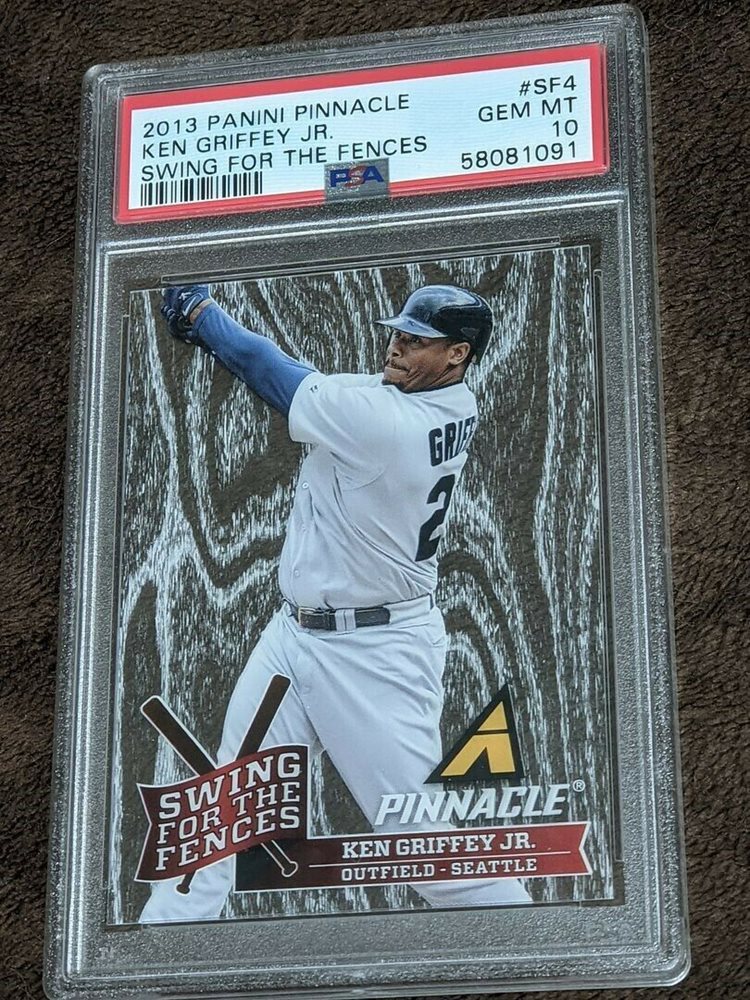 2013 PANINI PINNACLE #SF4
KEN GRIFFEY JR. GEM MT
SWING FOR THE FENCES 10
PSA 58081091
GRIFF
2
SWING
FOR THE
FENCES
PINNACLE®
KEN GRIFFEY JR.
OUTFIELD - SEATTLE